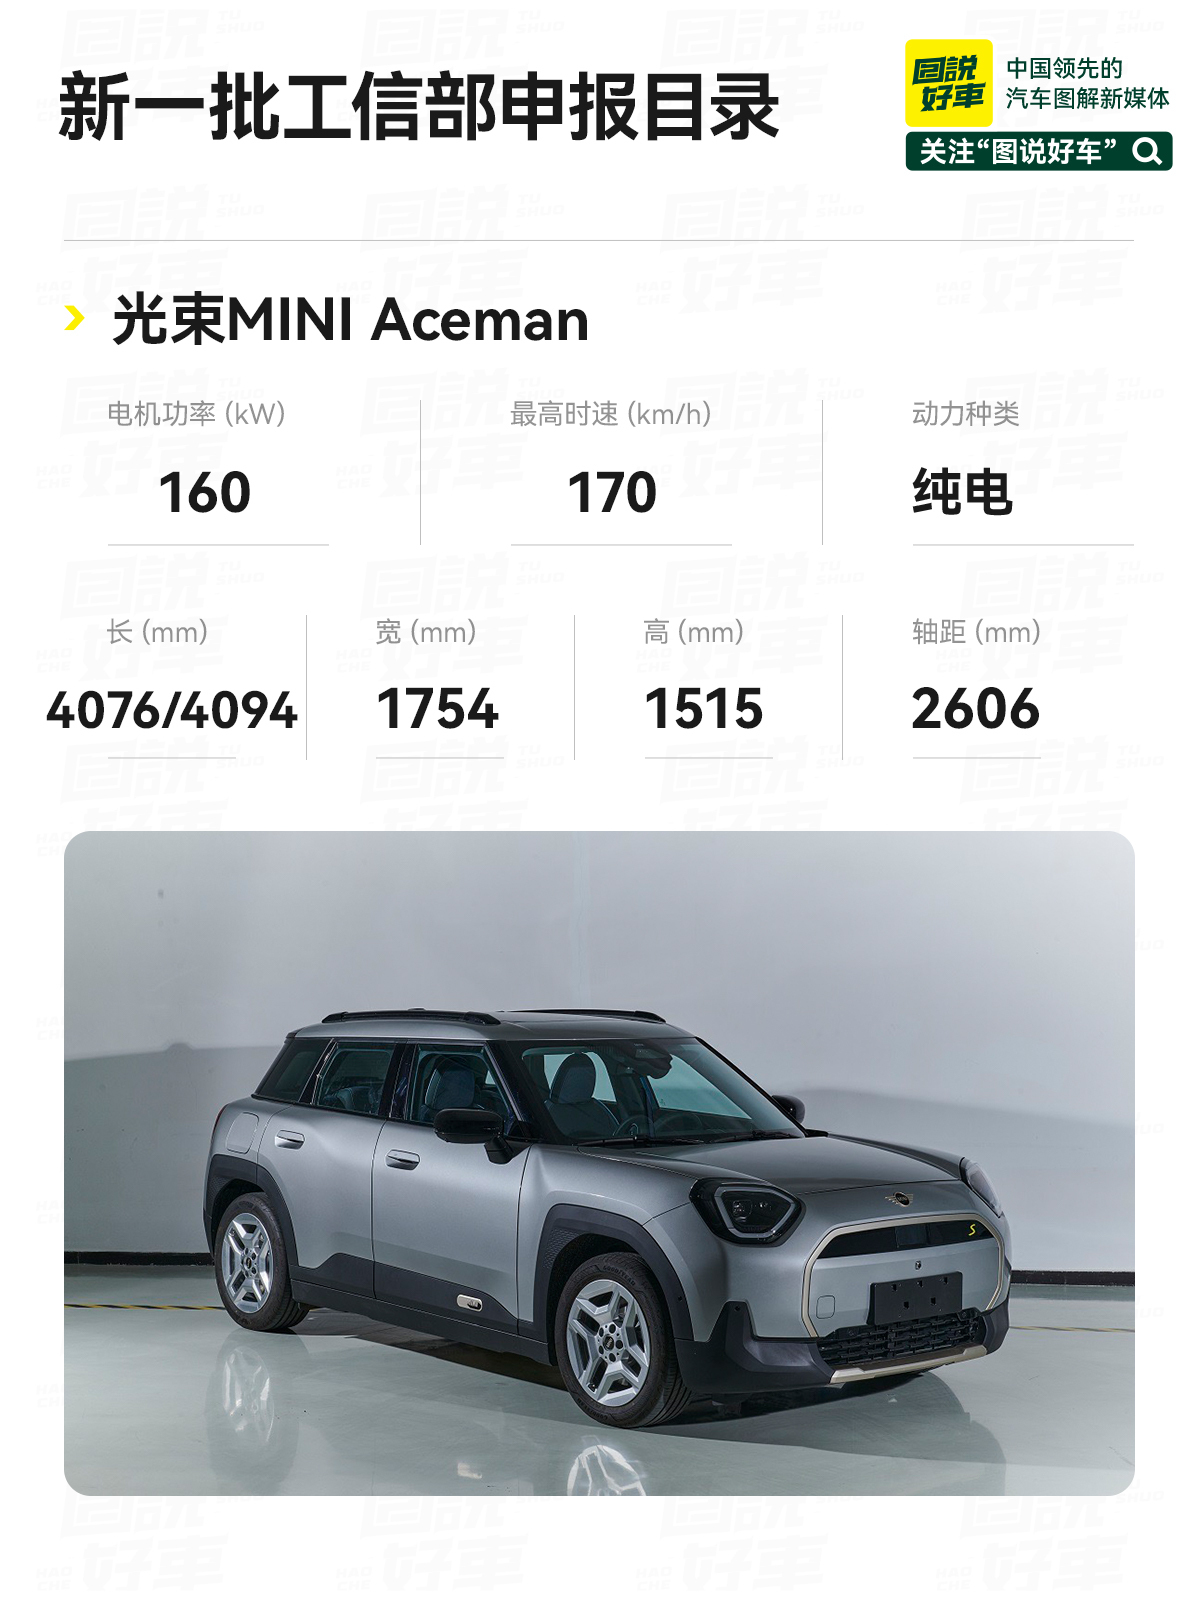 新一批工信部申报目录
图説
好車
中国领先的
汽车图解新媒体
关注“图说好车”
光束MINI Aceman
电机功率 (kW)
最高时速 (km/h)
动力种类
160
170
纯电
长 (mm)
宽 (mm)
高 (mm)
轴距 (mm)
4076/4094
1754
1515
2606
S